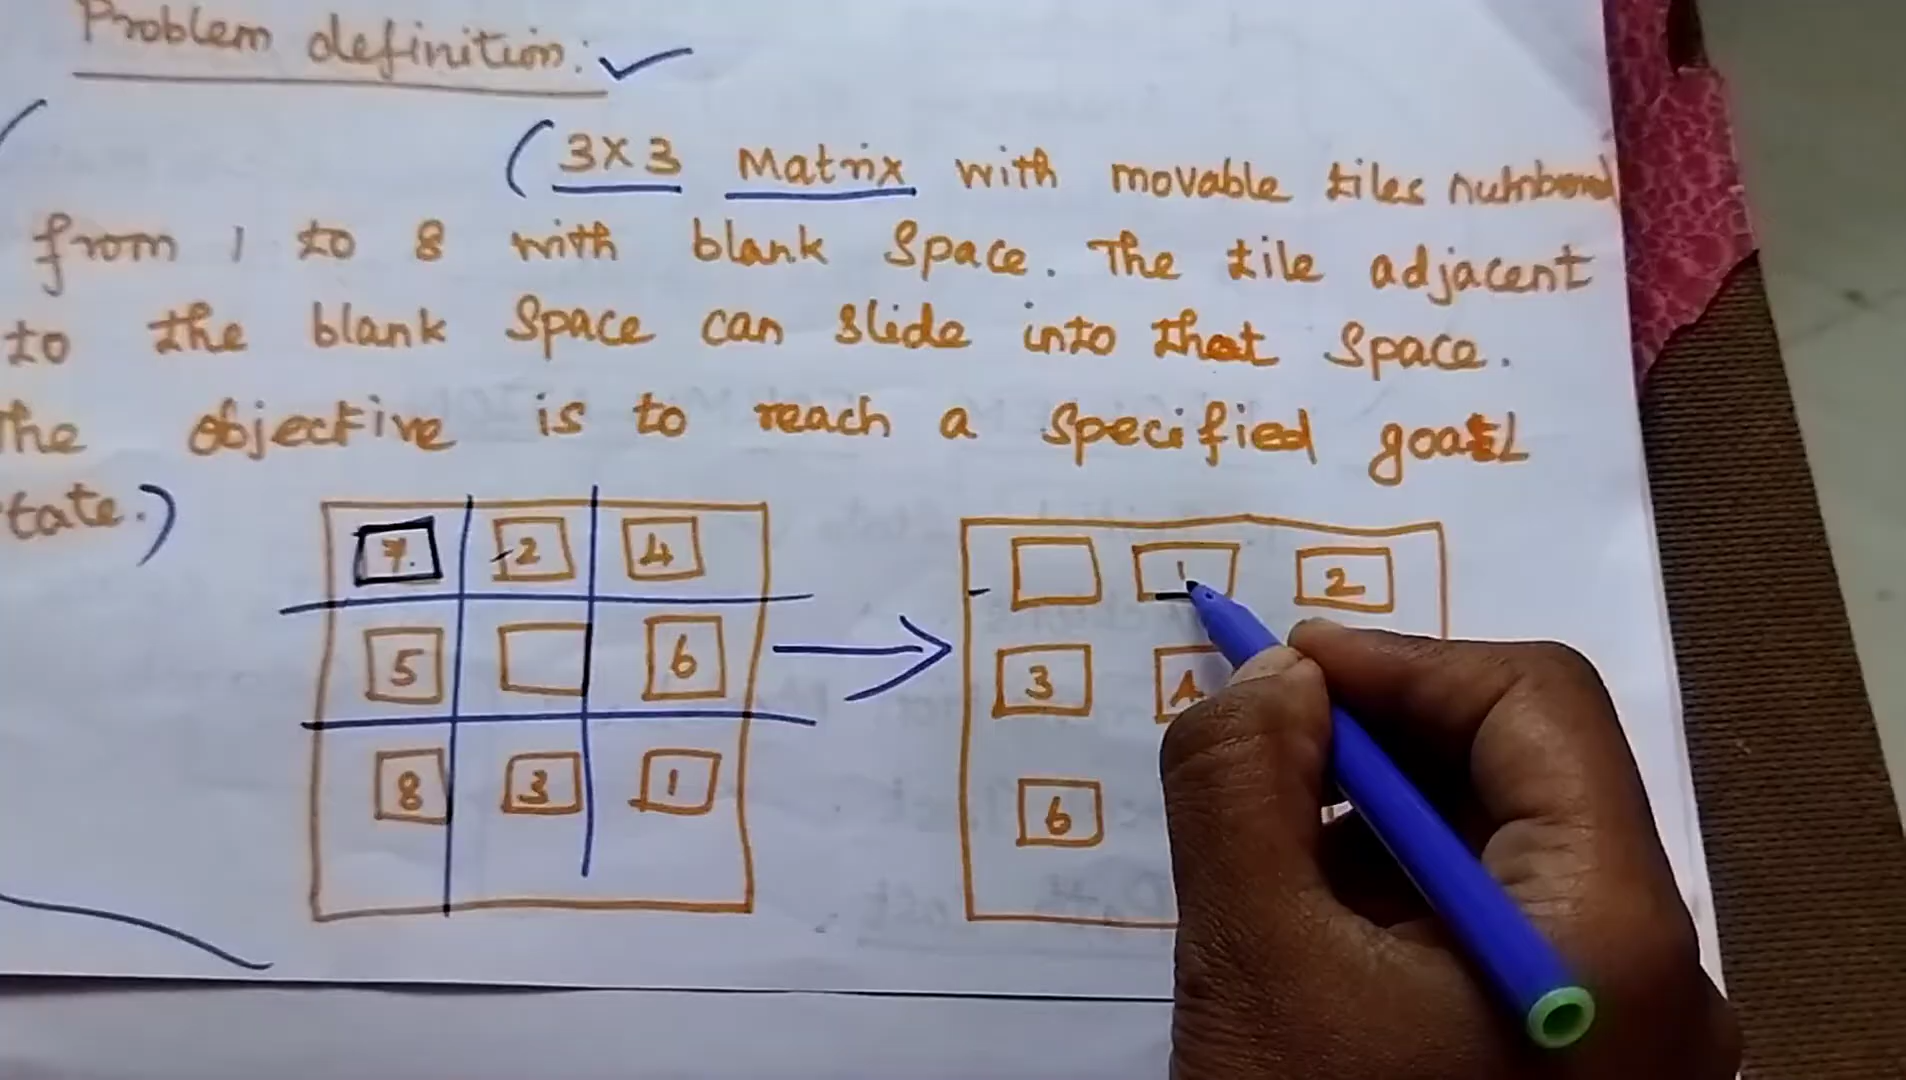 Problem definition:
(3x3 Matrix with movable tiles numbered
from 1 to 8 with blank Space. The tile adjacent
to the blank Space can slide into that Space.
The objective is to reach a specified goal
tate.)
7 2 4
5 6
8 3 1
1 2
3 4
6